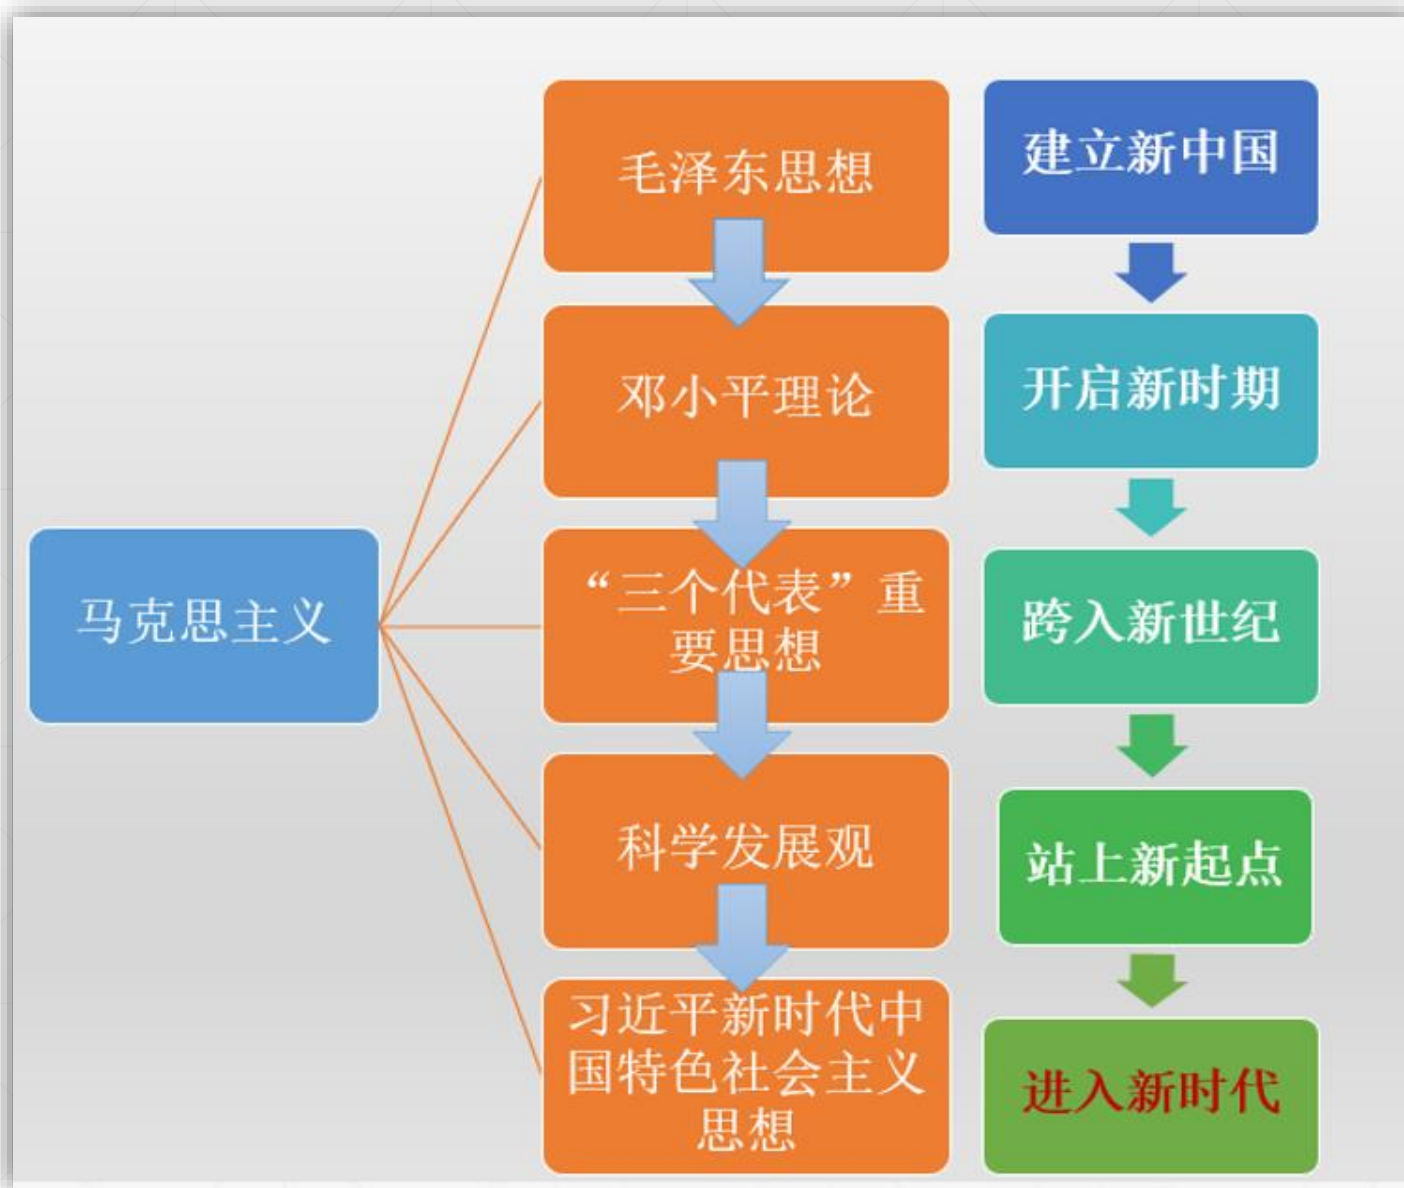 马克思主义
毛泽东思想
邓小平理论
“三个代表”重
要思想
科学发展观
习近平新时代中
国特色社会主义
思想
建立新中国
开启新时期
跨入新世纪
站上新起点
进入新时代